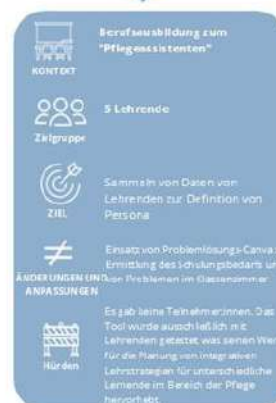 Berufsausbildung zum
"Pflegeassistenten"
KONTEXT
5 Lehrende
Zielgruppe
Sammeln von Daten von
Lehrenden zur Definition von
Persona
ZIEL
Einsatz von Problemlösungs-Canva
Ermittlung des Schulungsbedarfs un
ÄNDERUNGEN UND von Problemen im Klassenzimmer
ANPASSUNGEN
Es gab keine Teilnehmer:innen. Das
Tool wurde ausschließlich mit
Lehrenden getestet, was seinen Wer
für die Planung von integrativen
Lehrstrategien für unterschiedliche
Lernende im Bereich der Pflege
hervorhebt.
Hürden